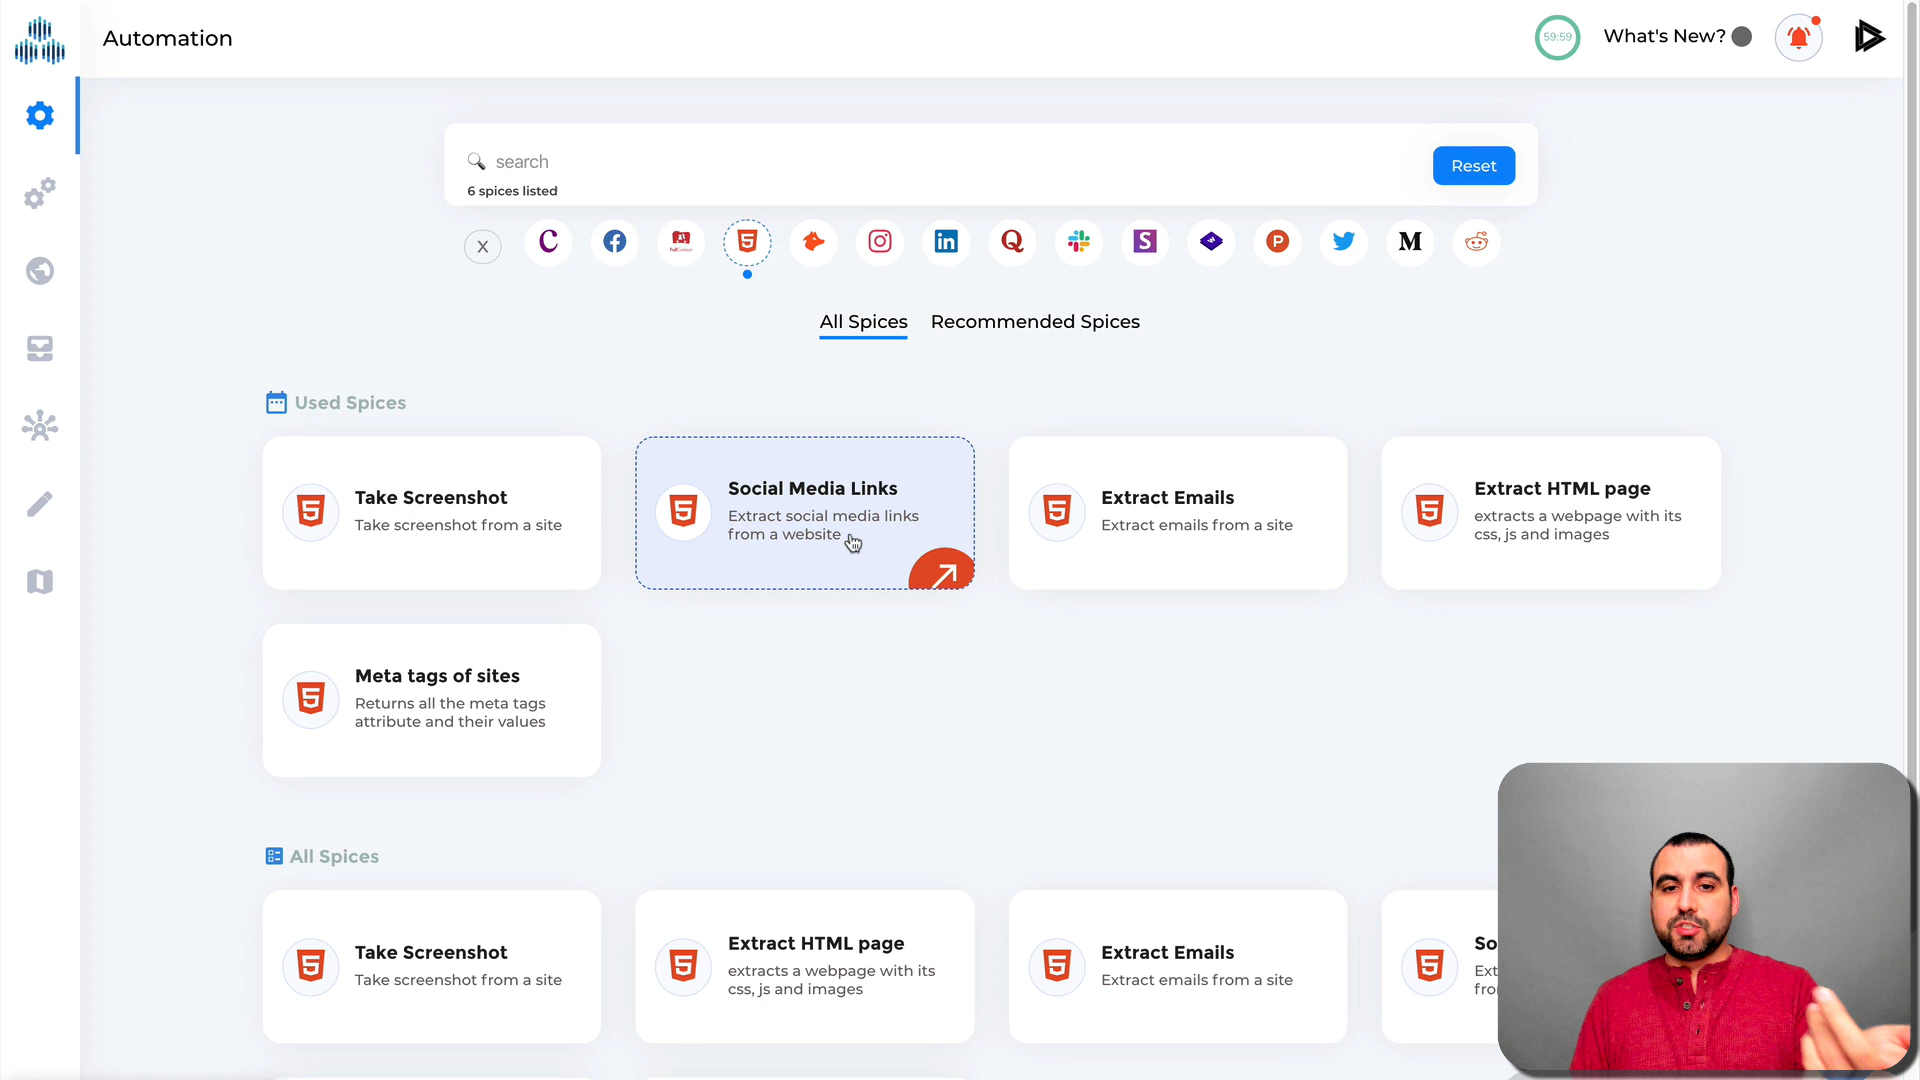 Automation
59:59
What's New?
search
6 spices listed
Reset
X
All Spices
Recommended Spices
Used Spices
Take Screenshot
Take screenshot from a site
Social Media Links
Extract social media links
from a website
Extract Emails
Extract emails from a site
Extract HTML page
extracts a webpage with its
css, js and images
Meta tags of sites
Returns all the meta tags
attribute and their values
All Spices
Take Screenshot
Take screenshot from a site
Extract HTML page
extracts a webpage with its
css, js and images
Extract Emails
Extract emails from a site
So
Ext
fro